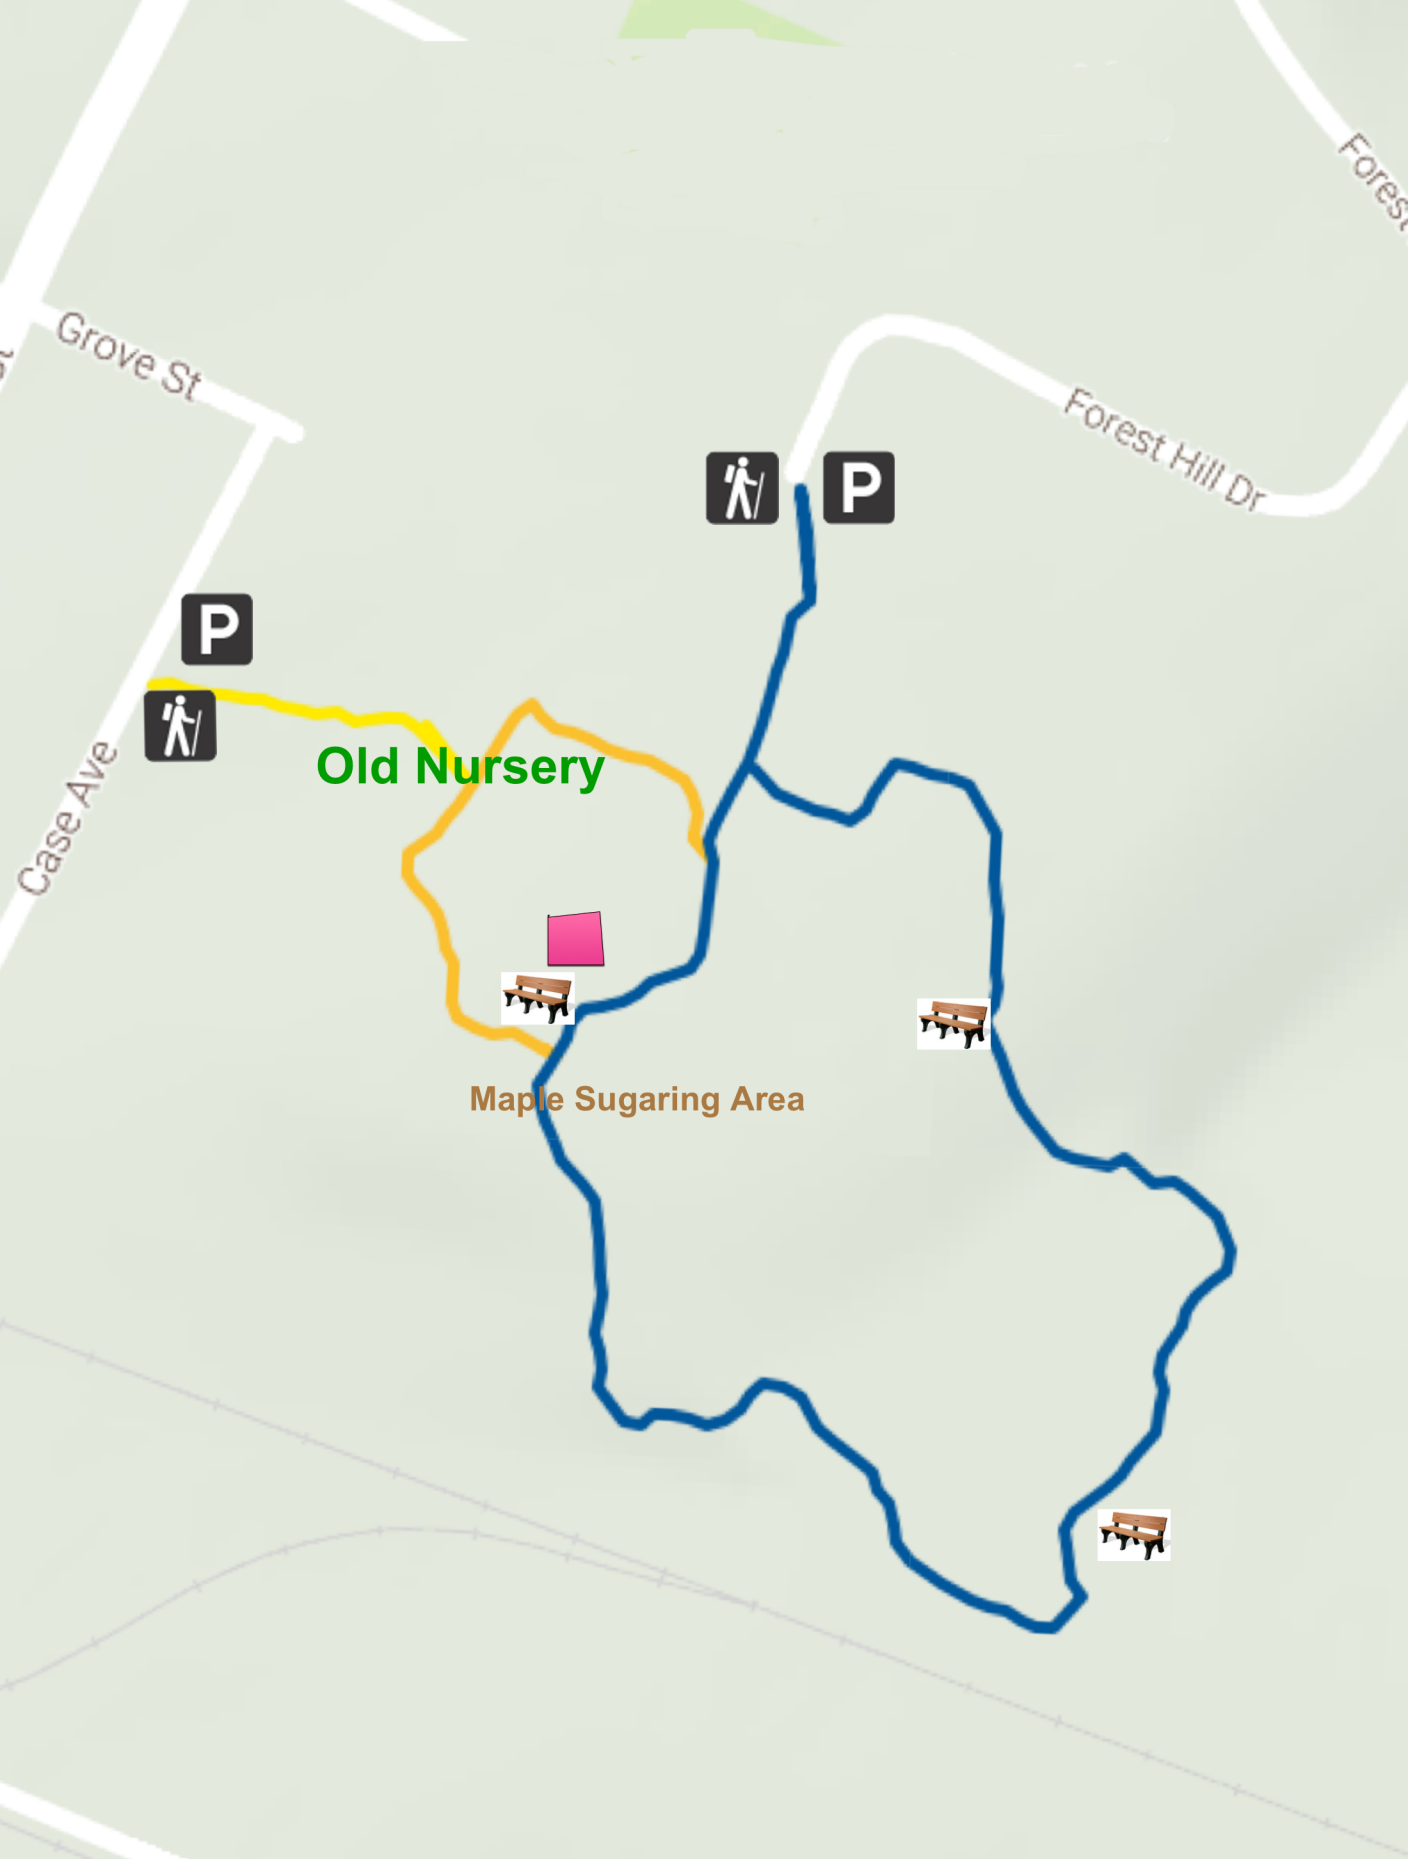 Forest
Grove St
Forest Hill Dr
P
P
Old Nursery
Case Ave
Maple Sugaring Area